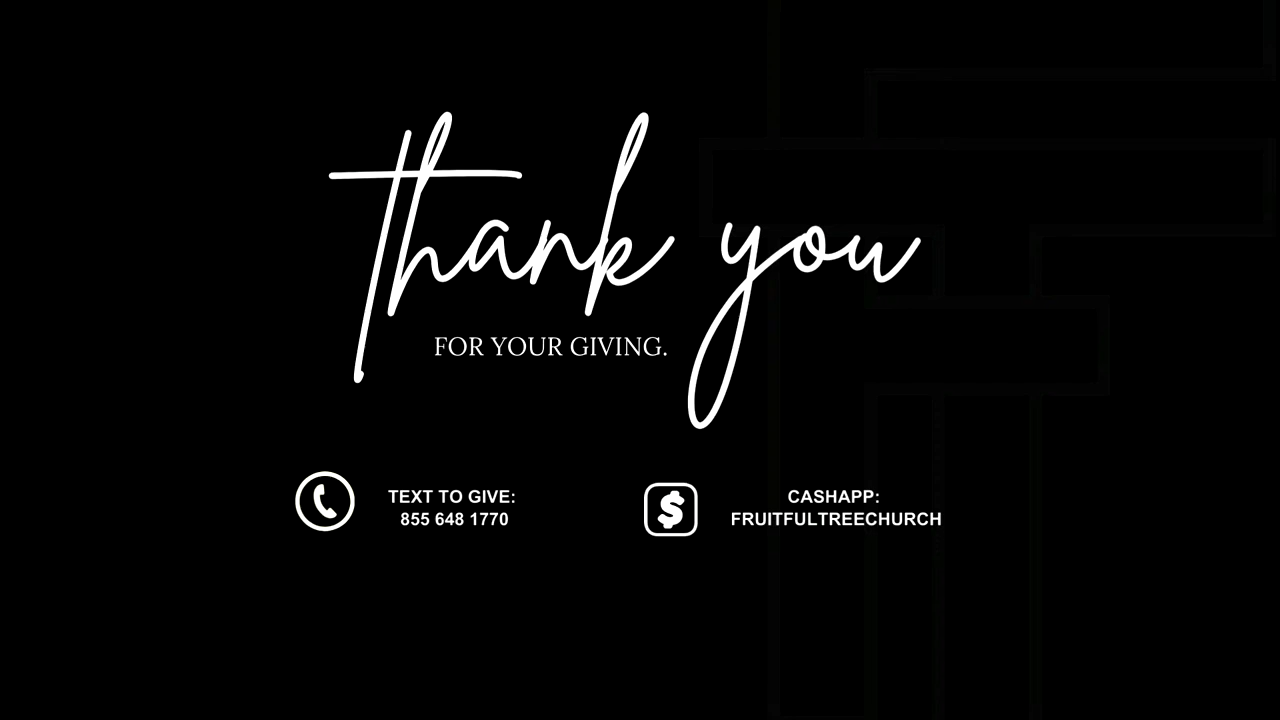 thank you
FOR YOUR GIVING.
TEXT TO GIVE:
855 648 1770
CASHAPP:
FRUITFULTREECHURCH